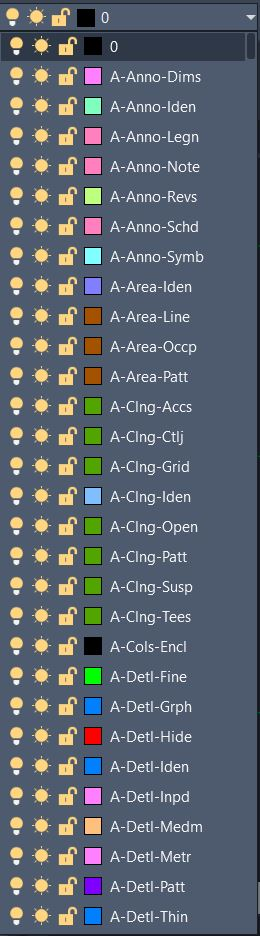 0
0
A-Anno-Dims
A-Anno-Iden
A-Anno-Legn
A-Anno-Note
A-Anno-Revs
A-Anno-Schd
A-Anno-Symb
A-Area-Iden
A-Area-Line
A-Area-Occp
A-Area-Patt
A-Clng-Accs
A-Clng-Ctlj
A-Clng-Grid
A-Clng-Iden
A-Clng-Open
A-Clng-Patt
A-Clng-Susp
A-Clng-Tees
A-Cols-Encl
A-Detl-Fine
A-Detl-Grph
A-Detl-Hide
A-Detl-Iden
A-Detl-Inpd
A-Detl-Medm
A-Detl-Metr
A-Detl-Patt
A-Detl-Thin